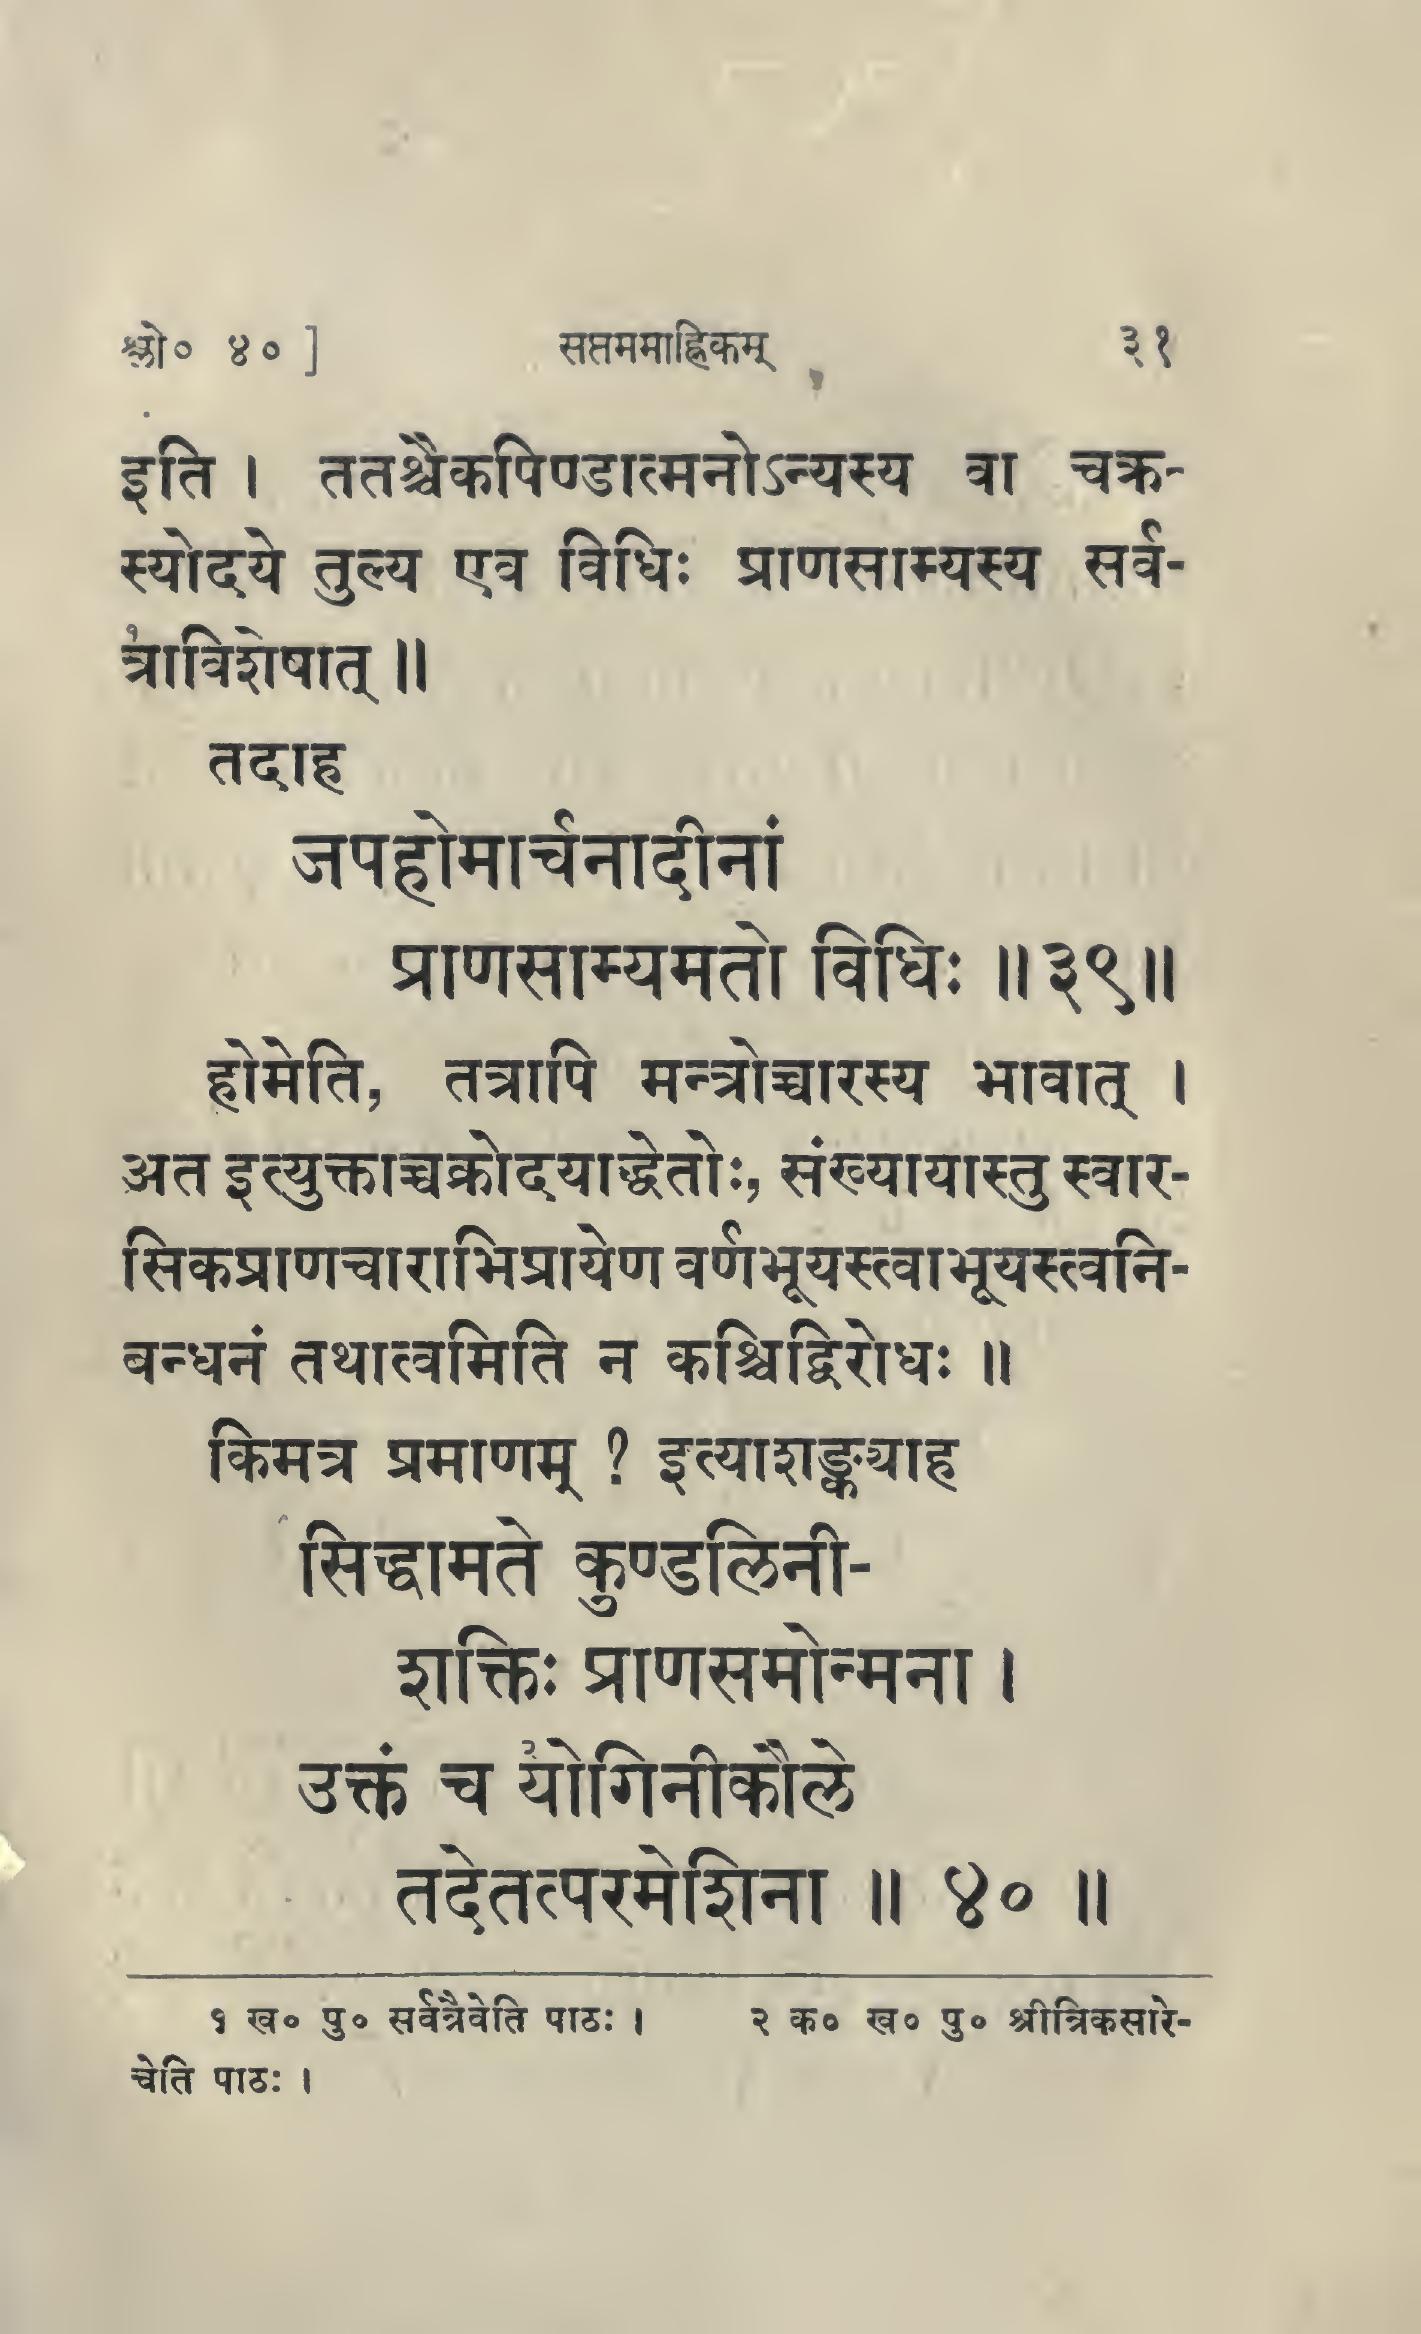 श्लो० ४० ] सप्तममाह्निकम् ३१
इति । ततश्चैकपिण्डात्मनोऽन्यस्य वा चक्र-
स्योदये तुल्य एव विधिः प्राणसाम्यस्य सर्व-
त्राविशेषात्१ ॥
तदाह
जपहोमार्चनादीनां
प्राणसाम्यमतो विधिः ॥३९॥
होमेति, तत्रापि मन्त्रोच्चारस्य भावात् ।
अत इत्युक्ताच्चक्रोदयाद्धेतोः, संख्यायास्तु स्वार-
सिकप्राणचाराभिप्रायेण वर्णभूयस्त्वाभूयस्त्वनि-
बन्धनं तथात्वमिति न कश्चिद्विरोधः ॥
किमत्र प्रमाणम् ? इत्याशङ्क्याह
सिद्धामते कुण्डलिनी-
शक्तिः प्राणसमोन्मना ।
उक्तं च २योगिनीकौले
तदेतत्परमेशिना ॥ ४० ॥
१ ख० पु० सर्वत्रैवेति पाठः । २ क० ख० पु० श्रीत्रिकसारे-
चेति पाठः ।